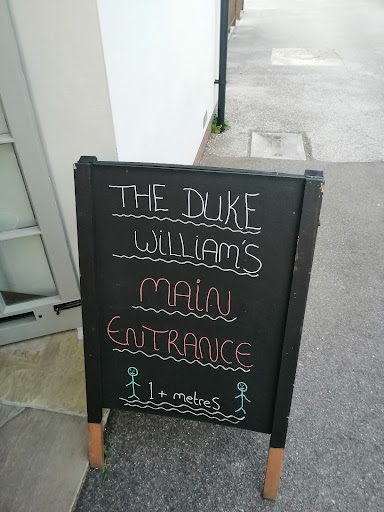 THE DUKE
WILLIAM'S
MAIN
ENTRANCE
1+ metres